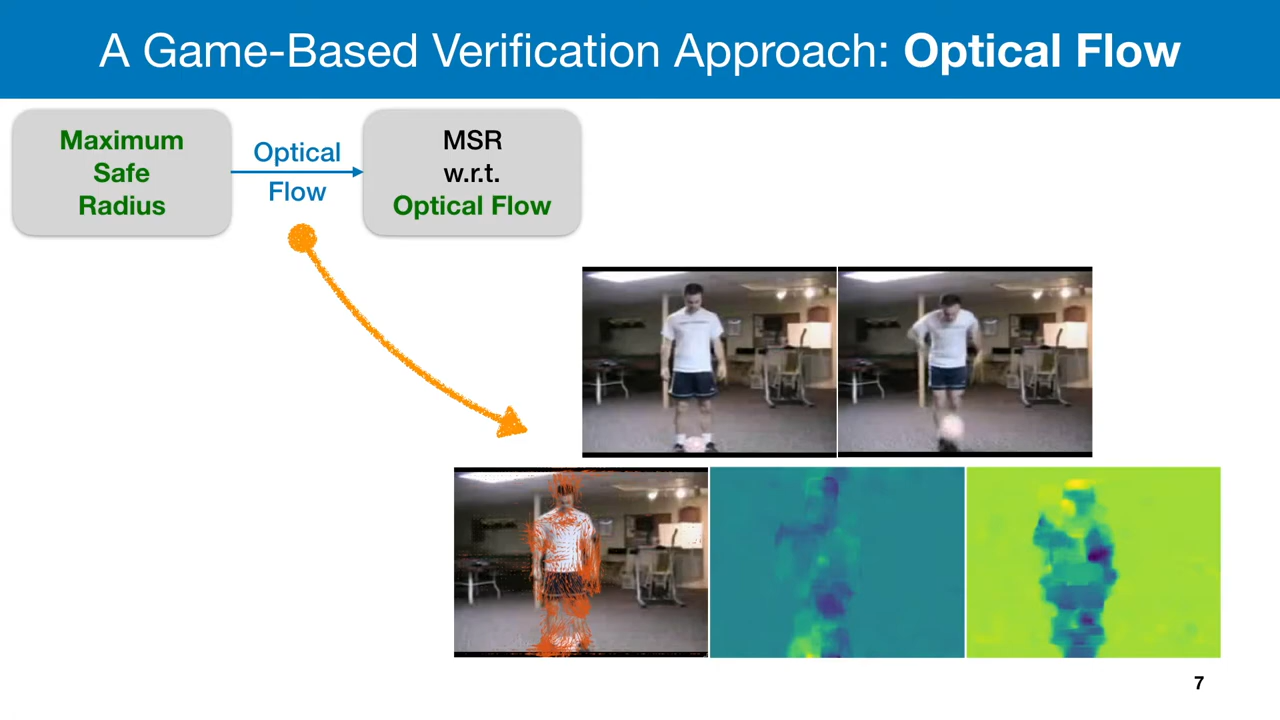 A Game-Based Verification Approach: Optical Flow
Maximum
Safe
Radius
Optical
Flow
MSR
w.r.t.
Optical Flow
7